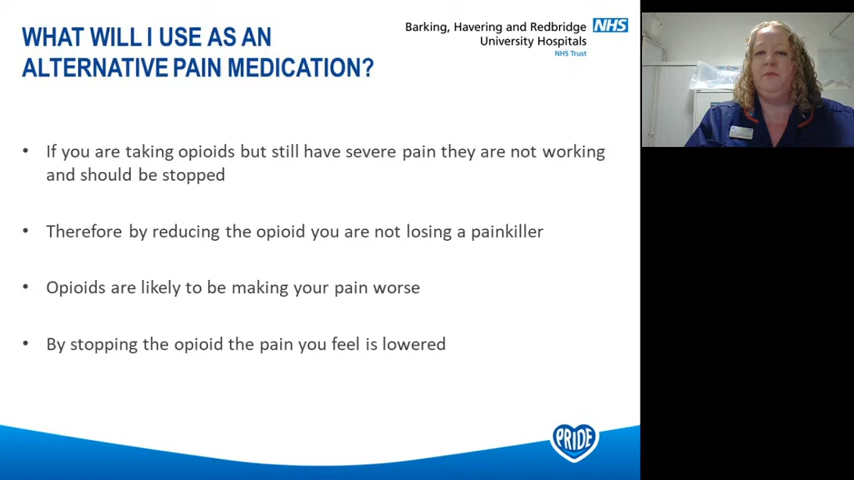 WHAT WILL I USE AS AN
ALTERNATIVE PAIN MEDICATION?
Barking, Havering and Redbridge NHS
University Hospitals
NHS Trust
• If you are taking opioids but still have severe pain they are not working
and should be stopped
• Therefore by reducing the opioid you are not losing a painkiller
• Opioids are likely to be making your pain worse
• By stopping the opioid the pain you feel is lowered
PRIDE